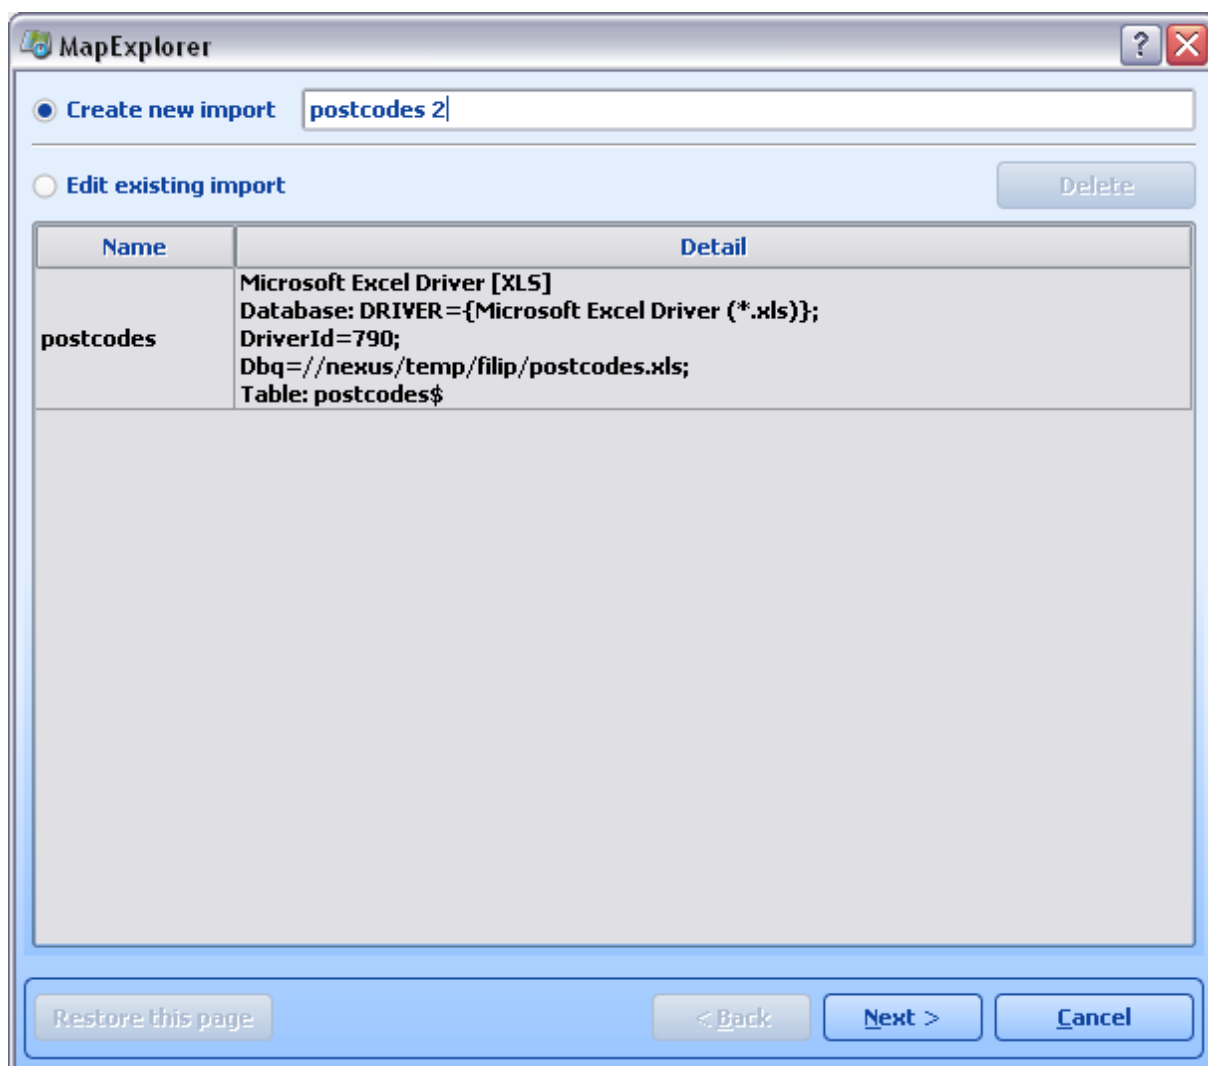 MapExplorer
?
Create new import
postcodes 2
Edit existing import
Delete
Name
Detail
postcodes
Microsoft Excel Driver [XLS]
Database: DRIVER={Microsoft Excel Driver (*.xls)};
DriverId=790;
Dbq=//nexus/temp/filip/postcodes.xls;
Table: postcodes$
Restore this page
< Back
Next >
Cancel